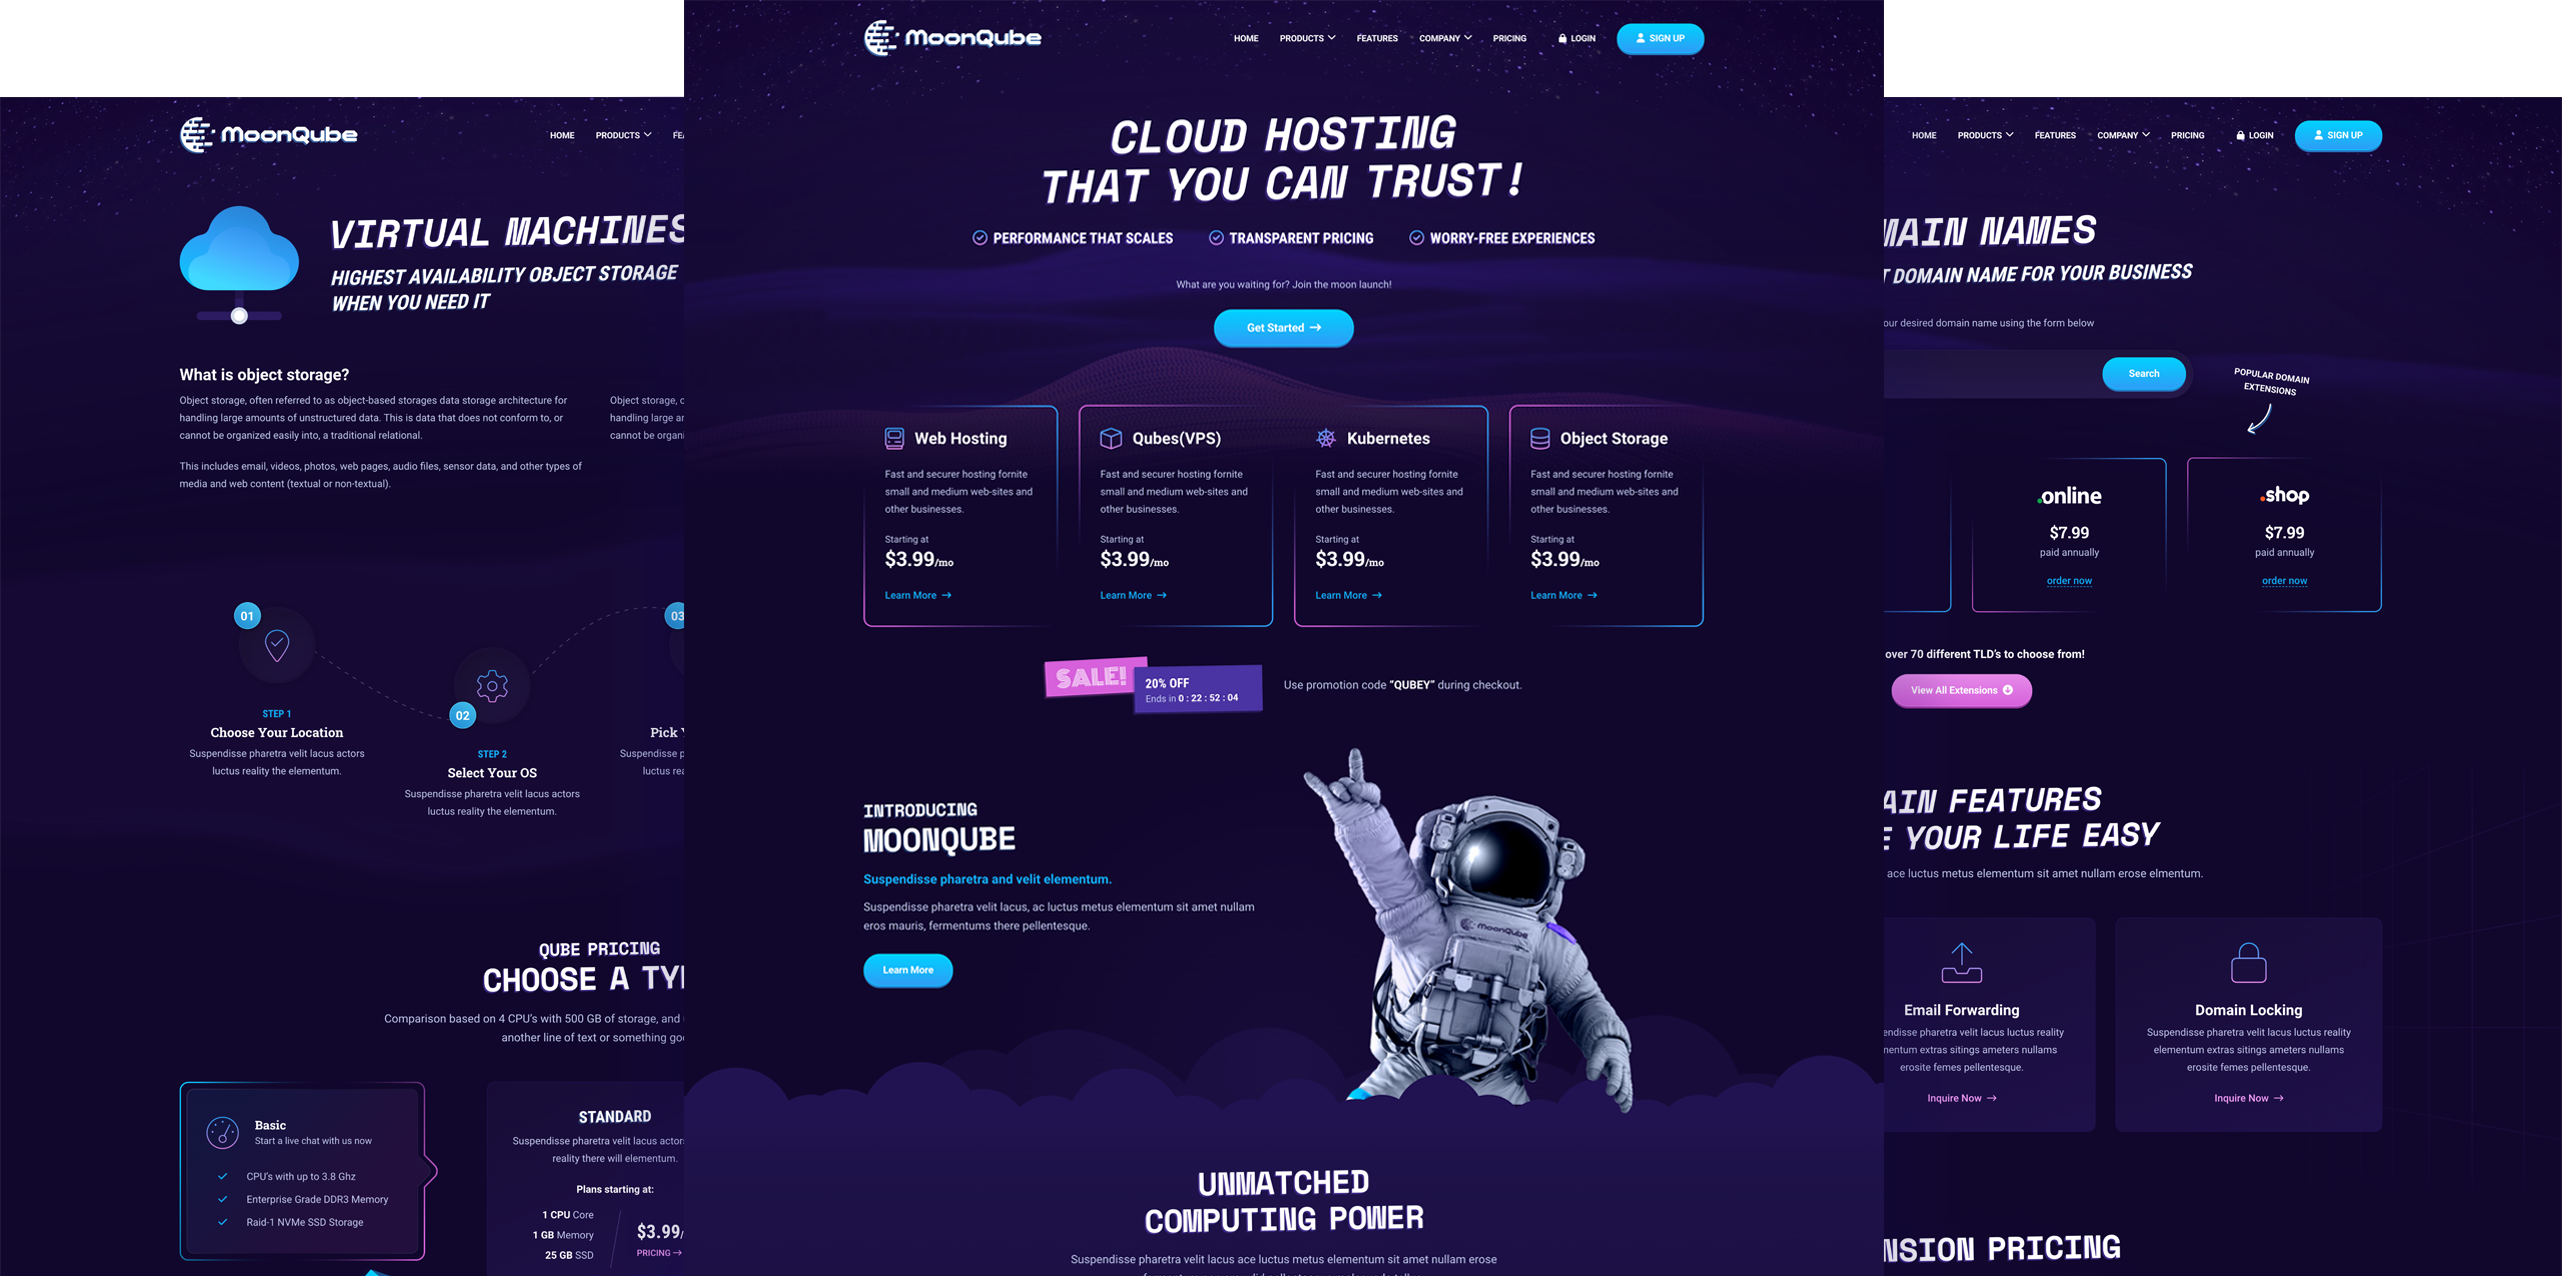 MoonQube
HOME
PRODUCTS
VIRTUAL MACHINES
HIGHEST AVAILABILITY OBJECT STORAGE
WHEN YOU NEED IT
What is object storage?
Object storage, often referred to as object-based storages data storage architecture for
handling large amounts of unstructured data. This is data that does not conform to, or
cannot be organized easily into, a traditional relational.
This includes email, videos, photos, web pages, audio files, sensor data, and other types of
media and web content (textual or non-textual).
Object storage,
handling large
cannot be
01
STEP 1
Choose Your Location
Suspendisse pharetra velit lacus actors
luctus reality the elementum.
02
STEP 2
Select Your OS
Suspendisse pharetra velit lacus actors
luctus reality the elementum.
03
Pick
Suspendisse
luctus
QUBE PRICING
CHOOSE A
Comparison based on 4 CPU's with 500 GB of storage, and
another line of text or something
Basic
Start a live chat with us now
CPU's with up to 3.8 Ghz
Enterprise Grade DDR3 Memory
Raid-1 NVMe SSD Storage
STANDARD
Suspendisse pharetra velit lacus actors
reality there will elementum.
Plans starting at:
1 CPU Core
1 GB Memory
25 GB SSD
$3.99/
PRICING
MoonQube
HOME
PRODUCTS
FEATURES
COMPANY
PRICING
LOGIN
SIGN UP
CLOUD HOSTING
THAT YOU CAN TRUST!
PERFORMANCE THAT SCALES
TRANSPARENT PRICING
WORRY-FREE EXPERIENCES
What are you waiting for? Join the moon launch!
Get Started
Web Hosting
Fast and securer hosting fornite
small and medium web-sites and
other businesses.
Starting at
$3.99/mo
Learn More
Qubes(VPS)
Fast and securer hosting fornite
small and medium web-sites and
other businesses.
Starting at
$3.99/mo
Learn More
Kubernetes
Fast and securer hosting fornite
small and medium web-sites and
other businesses.
Starting at
$3.99/mo
Learn More
Object Storage
Fast and securer hosting fornite
small and medium web-sites and
other businesses.
Starting at
$3.99/mo
Learn More
SALE!
20% OFF
Ends in 0 : 22 : 52 : 04
Use promotion code “QUBEY” during checkout.
INTRODUCING
MOONQUBE
Suspendisse pharetra and velit elementum.
Suspendisse pharetra velit lacus, ac luctus metus elementum sit amet nullam
eros mauris, fermentums there pellentesque.
Learn More
MoonQube
UNMATCHED
COMPUTING POWER
Suspendisse pharetra velit lacus ace luctus metus elementum sit amet nullam erose
HOME
PRODUCTS
FEATURES
COMPANY
PRICING
LOGIN
SIGN UP
MAIN NAMES
DOMAIN NAME FOR YOUR BUSINESS
our desired domain name using the form below
Search
POPULAR DOMAIN
EXTENSIONS
.online
$7.99
paid annually
order now
.shop
$7.99
paid annually
order now
over 70 different TLD's to choose from!
View All Extensions
AIN FEATURES
E YOUR LIFE EASY
ace luctus metus elementum sit amet nullam erose elmentum.
Email Forwarding
endisse pharetra velit lacus luctus reality
mentum extras sitings ameters nullams
erosite femes pellentesque.
Inquire Now
Domain Locking
Suspendisse pharetra velit lacus luctus reality
elementum extras sitings ameters nullams
erosite femes pellentesque.
Inquire Now
NSION PRICING